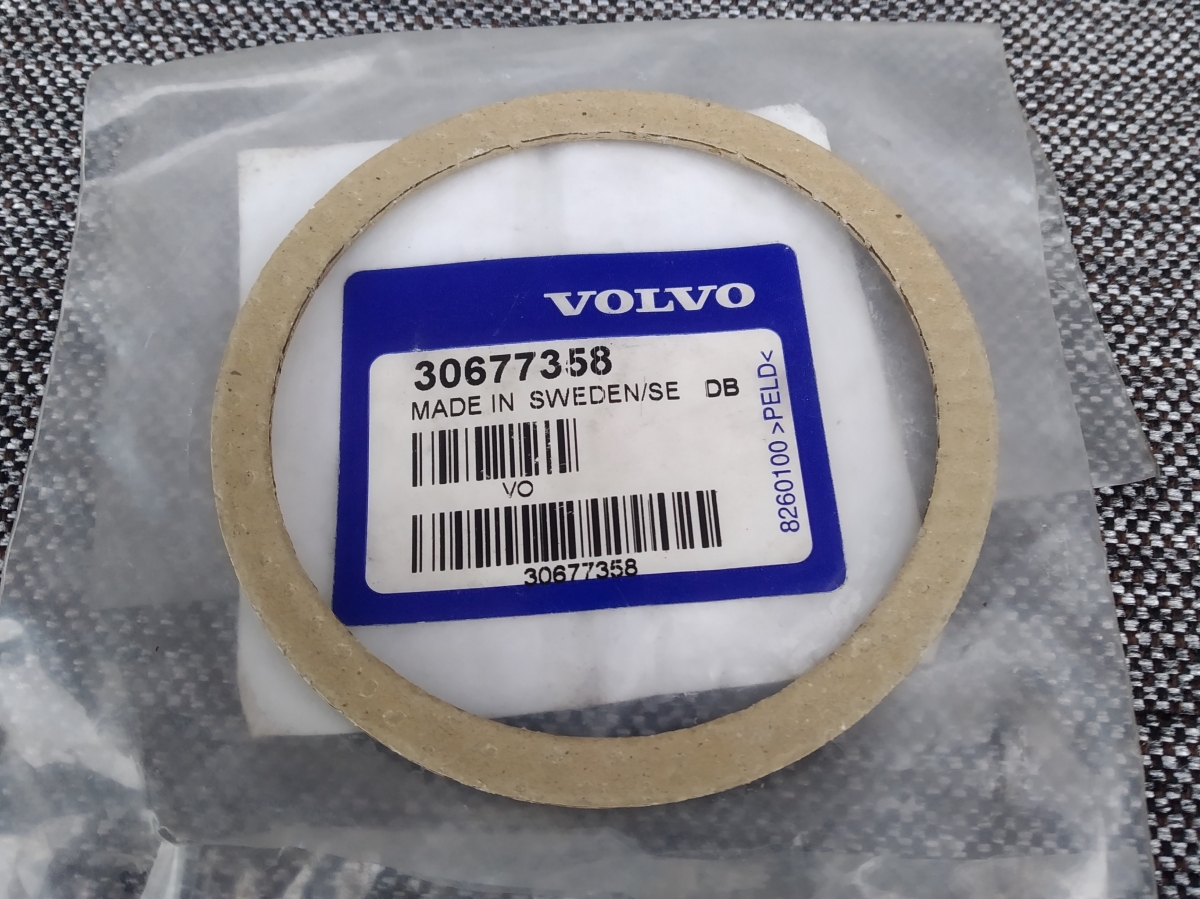 VOLVO
30677358
MADE IN SWEDEN/SE DB
VO
30677358
8260100 >PELD<